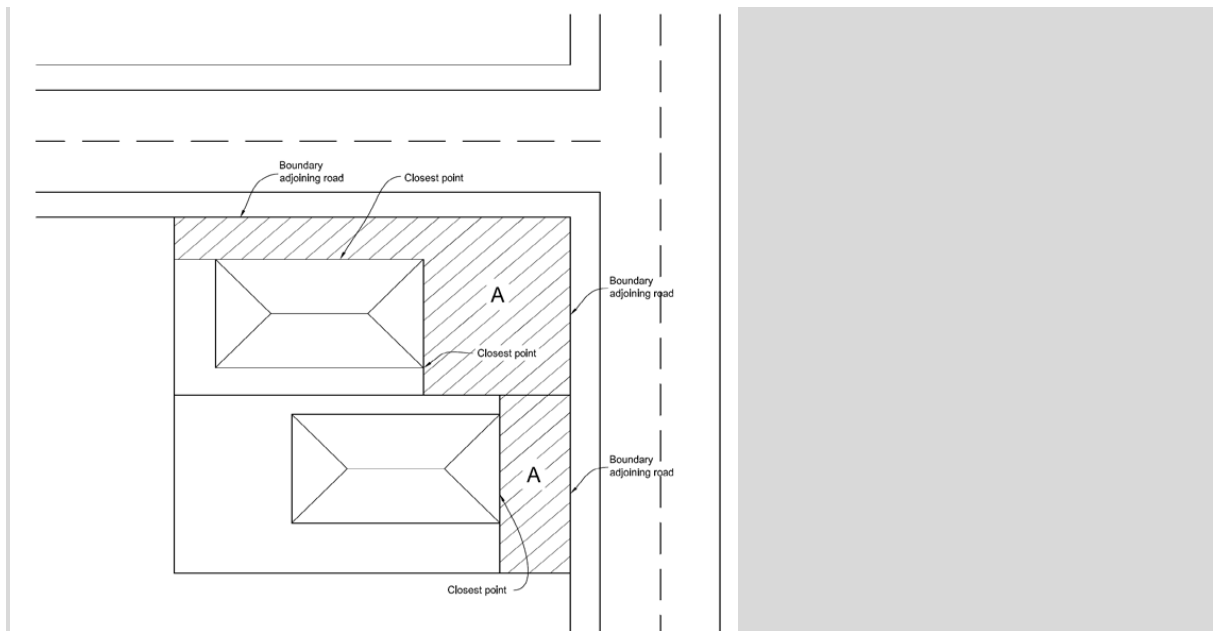 Boundary
adjoining road
Closest point
A
Boundary
adjoining road
Closest point
A
Boundary
adjoining road
Closest point